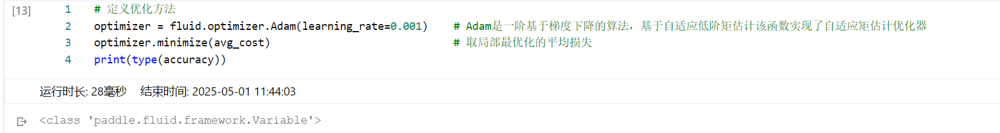 [13]
1 # 定义优化方法
2 optimizer = fluid.optimizer.Adam(learning_rate=0.001) # Adam是一阶基于梯度下降的算法，基于自适应低阶矩估计该函数实现了自适应矩估计优化器
3 optimizer.minimize(avg_cost) # 取局部最优化的平均损失
4 print(type(accuracy))
运行时长: 28毫秒 结束时间: 2025-05-01 11:44:03
<class 'paddle.fluid.framework.Variable'>